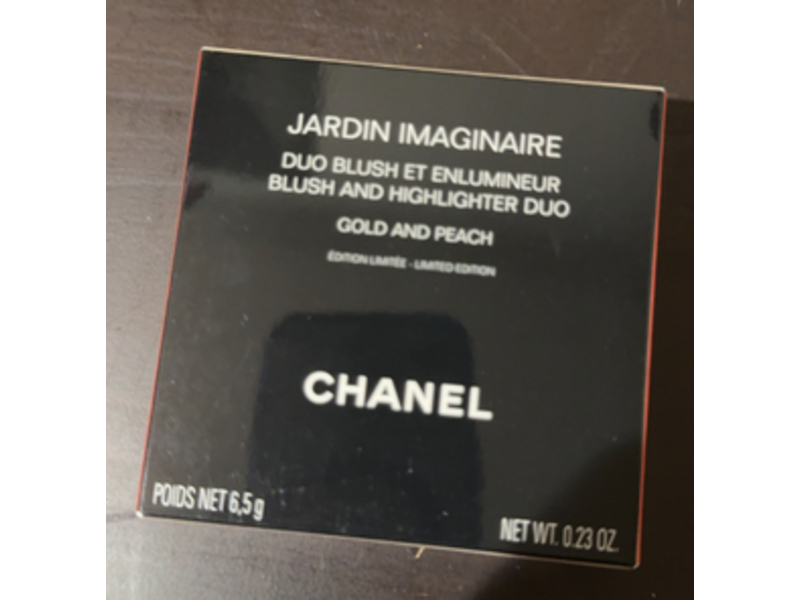 JARDIN IMAGINAIRE
DUO BLUSH ET ENLUMINEUR
BLUSH AND HIGHLIGHTER DUO
GOLD AND PEACH
ÉDITION LIMITÉE - LIMITED EDITION
CHANEL
POIDS NET 6,5 g
NET WT. 0.23 OZ.